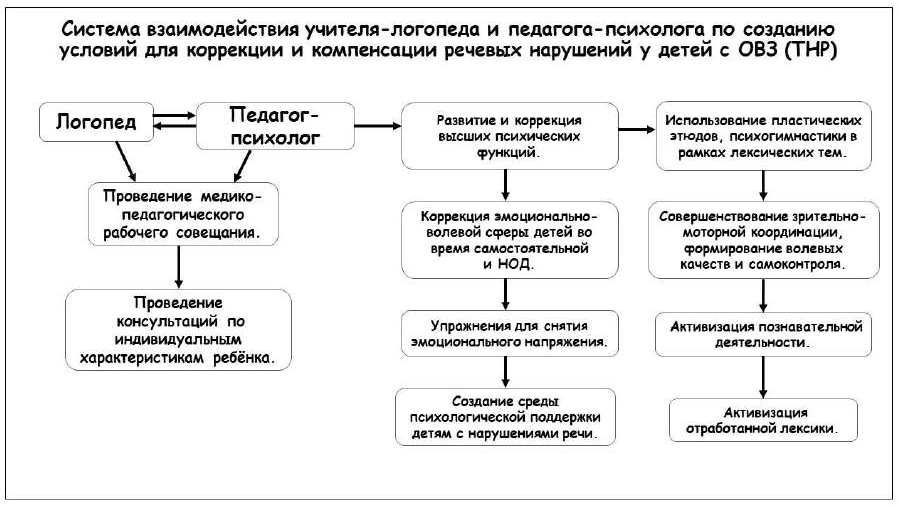 Система взаимодействия учителя-логопеда и педагога-психолога по созданию
условий для коррекции и компенсации речевых нарушений у детей с ОВЗ (ТНР)
Логопед
Педагог-
психолог
Проведение медико-
педагогического
рабочего совещания.
Проведение
консультаций по
индивидуальным
характеристикам ребёнка.
Развитие и коррекция
высших психических
функций.
Коррекция эмоционально-
волевой сферы детей во
время самостоятельной
и НОД.
Упражнения для снятия
эмоционального напряжения.
Создание среды
психологической поддержки
детям с нарушениями речи.
Использование пластических
этюдов, психогимнастики в
рамках лексических тем.
Совершенствование зрительно-
моторной координации,
формирование волевых
качеств и самоконтроля.
Активизация познавательной
деятельности.
Активизация
отработанной лексики.